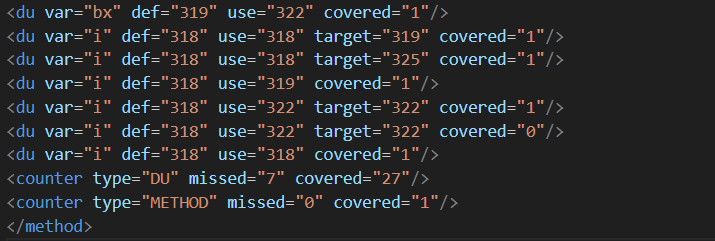 <du var="bx" def="319" use="322" covered="1"/>
<du var="i" def="318" use="318" target="319" covered="1"/>
<du var="i" def="318" use="318" target="325" covered="1"/>
<du var="i" def="318" use="319" covered="1"/>
<du var="i" def="318" use="322" target="322" covered="1"/>
<du var="i" def="318" use="322" target="322" covered="0"/>
<du var="i" def="318" use="318" covered="1"/>
<counter type="DU" missed="7" covered="27"/>
<counter type="METHOD" missed="0" covered="1"/>
</method>